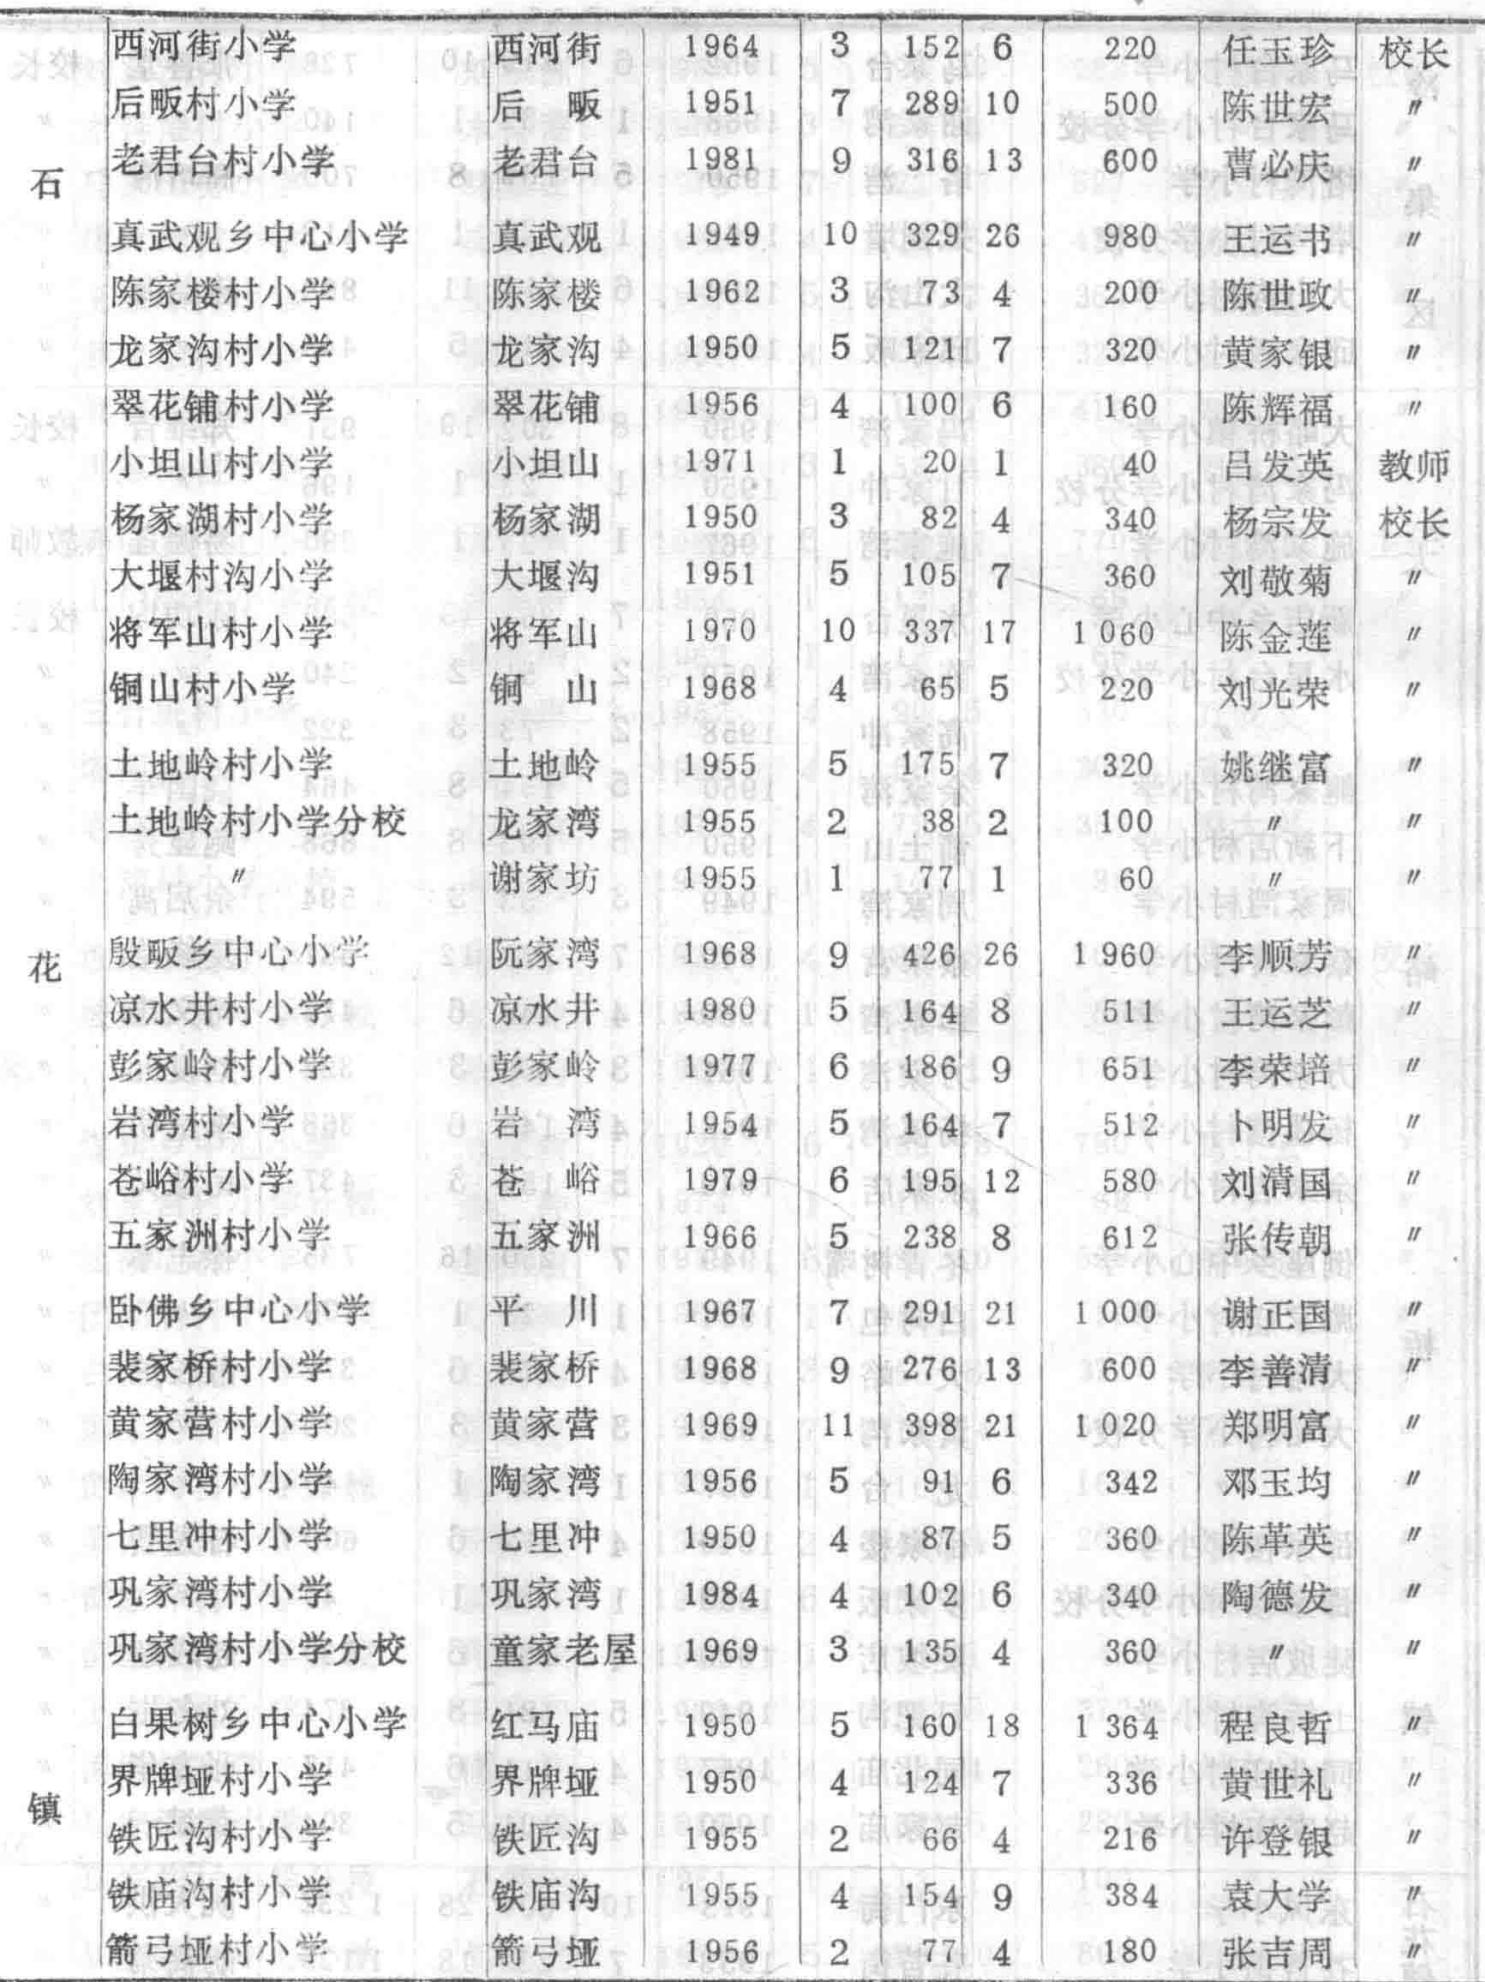 西河街小学 西河街 1964 3 152 6 220 任玉珍 校长
后畈村小学 后 畈 1951 7 289 10 500 陈世宏 〃
老君台村小学 老君台 1981 9 316 13 600 曹必庆 〃
石
真武观乡中心小学 真武观 1949 10 329 26 980 王运书 〃
陈家楼村小学 陈家楼 1962 3 73 4 200 陈世政 〃
龙家沟村小学 龙家沟 1950 5 121 7 320 黄家银 〃
翠花铺村小学 翠花铺 1956 4 100 6 160 陈辉福 〃
小坦山村小学 小坦山 1971 1 20 1 40 吕发英 教师
杨家湖村小学 杨家湖 1950 3 82 4 340 杨宗发 校长
大堰村沟小学 大堰沟 1951 5 105 7 360 刘敬菊 〃
将军山村小学 将军山 1970 10 337 17 1 060 陈金莲 〃
铜山村小学 铜 山 1968 4 65 5 220 刘光荣 〃
土地岭村小学 土地岭 1955 5 175 7 320 姚继富 〃
土地岭村小学分校 龙家湾 1955 2 38 2 100 〃 〃
〃 谢家坊 1955 1 77 1 60 〃 〃
花 殷畈乡中心小学 阮家湾 1968 9 426 26 1 960 李顺芳 〃
凉水井村小学 凉水井 1980 5 164 8 511 王运芝 〃
彭家岭村小学 彭家岭 1977 6 186 9 651 李荣培 〃
岩湾村小学 岩 湾 1954 5 164 7 512 卜明发 〃
苍峪村小学 苍 峪 1979 6 195 12 580 刘清国 〃
五家洲村小学 五家洲 1966 5 238 8 612 张传朝 〃
卧佛乡中心小学 平 川 1967 7 291 21 1 000 谢正国 〃
裴家桥村小学 裴家桥 1968 9 276 13 600 李善清 〃
黄家营村小学 黄家营 1969 11 398 21 1 020 郑明富 〃
陶家湾村小学 陶家湾 1956 5 91 6 342 邓玉均 〃
七里冲村小学 七里冲 1950 4 87 5 360 陈革英 〃
巩家湾村小学 巩家湾 1984 4 102 6 340 陶德发 〃
巩家湾村小学分校 童家老屋 1969 3 135 4 360 〃 〃
白果树乡中心小学 红马庙 1950 5 160 18 1 364 程良哲 〃
界牌垭村小学 界牌垭 1950 4 124 7 336 黄世礼 〃
镇
铁匠沟村小学 铁匠沟 1955 2 66 4 216 许登银 〃
铁庙沟村小学 铁庙沟 1955 4 154 9 384 袁大学 〃
箭弓垭村小学 箭弓垭 1956 2 77 4 180 张吉周 〃